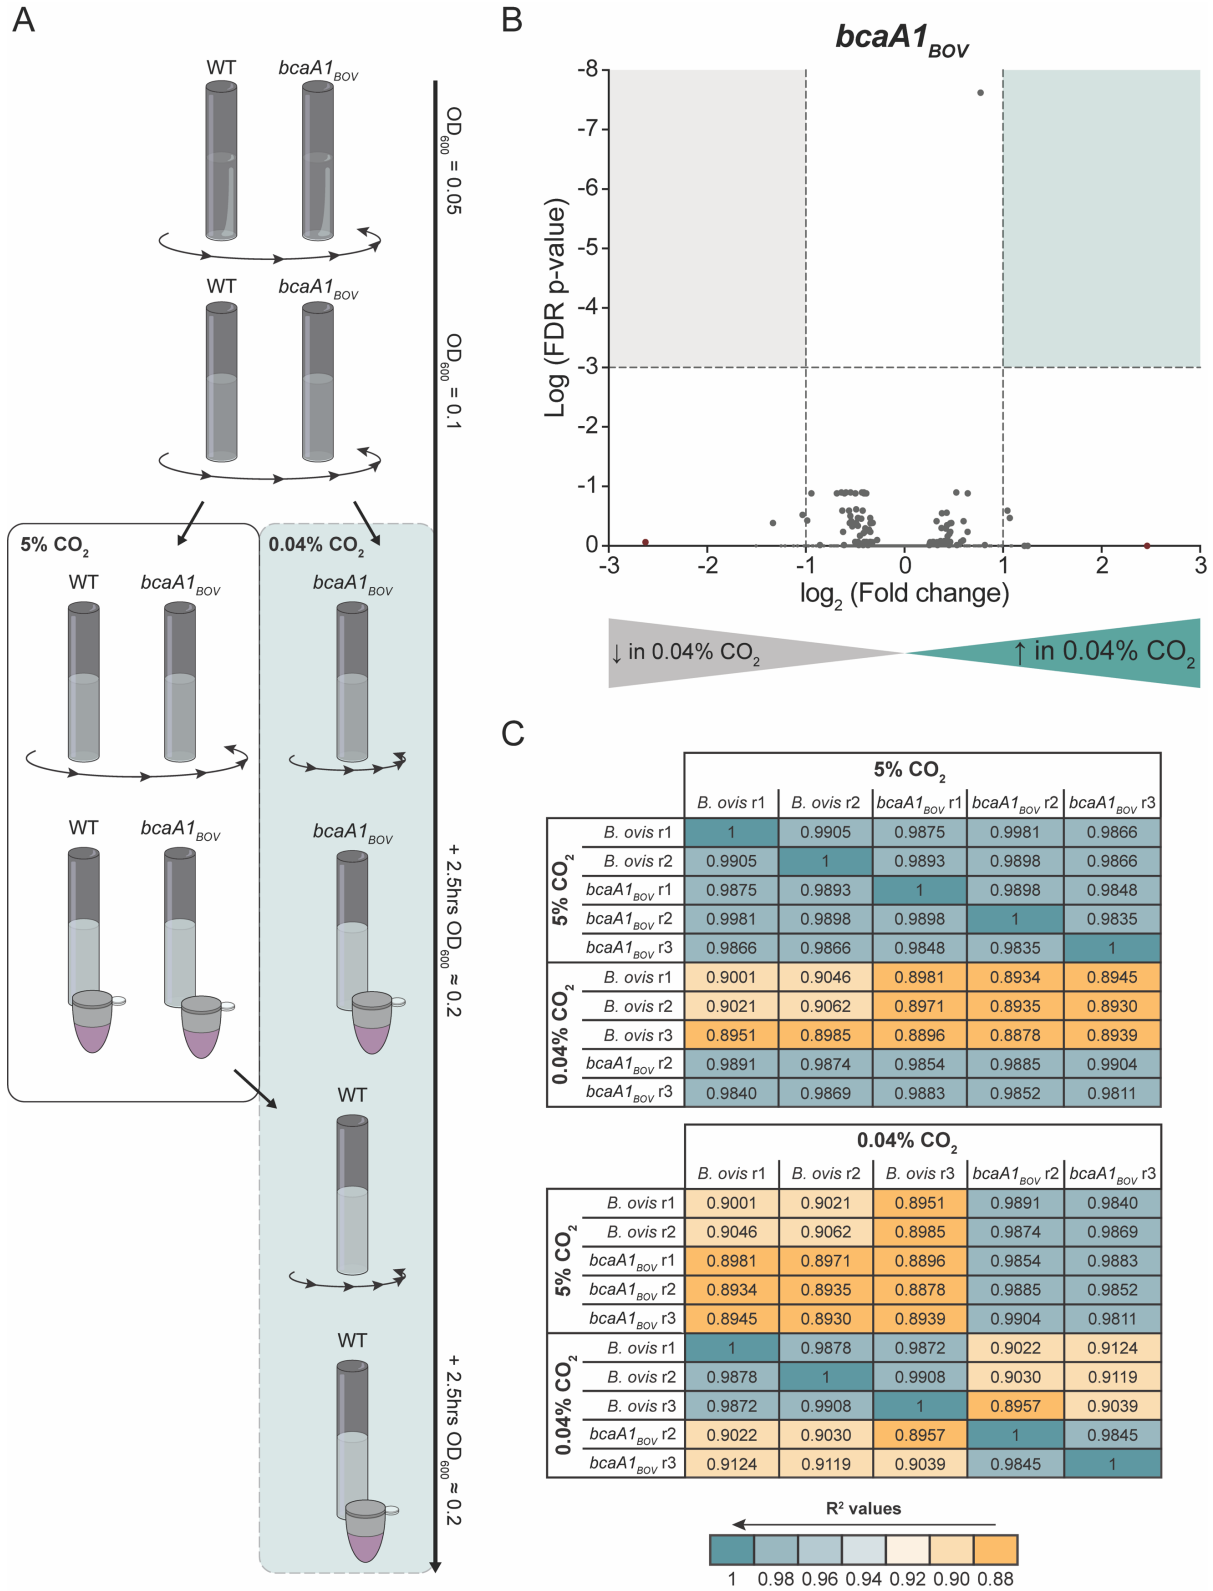 A
WT bcaA1BOV
OD600 = 0.05
WT bcaA1BOV
OD600 = 0.1
5% CO2
0.04% CO2
WT bcaA1BOV bcaA1BOV
WT bcaA1BOV bcaA1BOV
+ 2.5hrs OD600 ≈ 0.2
WT
WT
+ 2.5hrs OD600 ≈ 0.2
B
bcaA1BOV
Log (FDR p-value)
-8
-7
-6
-5
-4
-3
-2
-1
0
-3 -2 -1 0 1 2 3
log2 (Fold change)
↓ in 0.04% CO2
↑ in 0.04% CO2
C
5% CO2
B. ovis r1 B. ovis r2 bcaA1BOV r1 bcaA1BOV r2 bcaA1BOV r3
5% CO2
B. ovis r1 1 0.9905 0.9875 0.9981 0.9866
B. ovis r2 0.9905 1 0.9893 0.9898 0.9866
bcaA1BOV r1 0.9875 0.9893 1 0.9898 0.9848
bcaA1BOV r2 0.9981 0.9898 0.9898 1 0.9835
bcaA1BOV r3 0.9866 0.9866 0.9848 0.9835 1
0.04% CO2
B. ovis r1 0.9001 0.9046 0.8981 0.8934 0.8945
B. ovis r2 0.9021 0.9062 0.8971 0.8935 0.8930
B. ovis r3 0.8951 0.8985 0.8896 0.8878 0.8939
bcaA1BOV r2 0.9891 0.9874 0.9854 0.9885 0.9904
bcaA1BOV r3 0.9840 0.9869 0.9883 0.9852 0.9811
0.04% CO2
B. ovis r1 B. ovis r2 B. ovis r3 bcaA1BOV r2 bcaA1BOV r3
5% CO2
B. ovis r1 0.9001 0.9021 0.8951 0.9891 0.9840
B. ovis r2 0.9046 0.9062 0.8985 0.9874 0.9869
bcaA1BOV r1 0.8981 0.8971 0.8896 0.9854 0.9883
bcaA1BOV r2 0.8934 0.8935 0.8878 0.9885 0.9852
bcaA1BOV r3 0.8945 0.8930 0.8939 0.9904 0.9811
0.04% CO2
B. ovis r1 1 0.9878 0.9872 0.9022 0.9124
B. ovis r2 0.9878 1 0.9908 0.9030 0.9119
B. ovis r3 0.9872 0.9908 1 0.8957 0.9039
bcaA1BOV r2 0.9022 0.9030 0.8957 1 0.9845
bcaA1BOV r3 0.9124 0.9119 0.9039 0.9845 1
R2 values
1 0.98 0.96 0.94 0.92 0.90 0.88